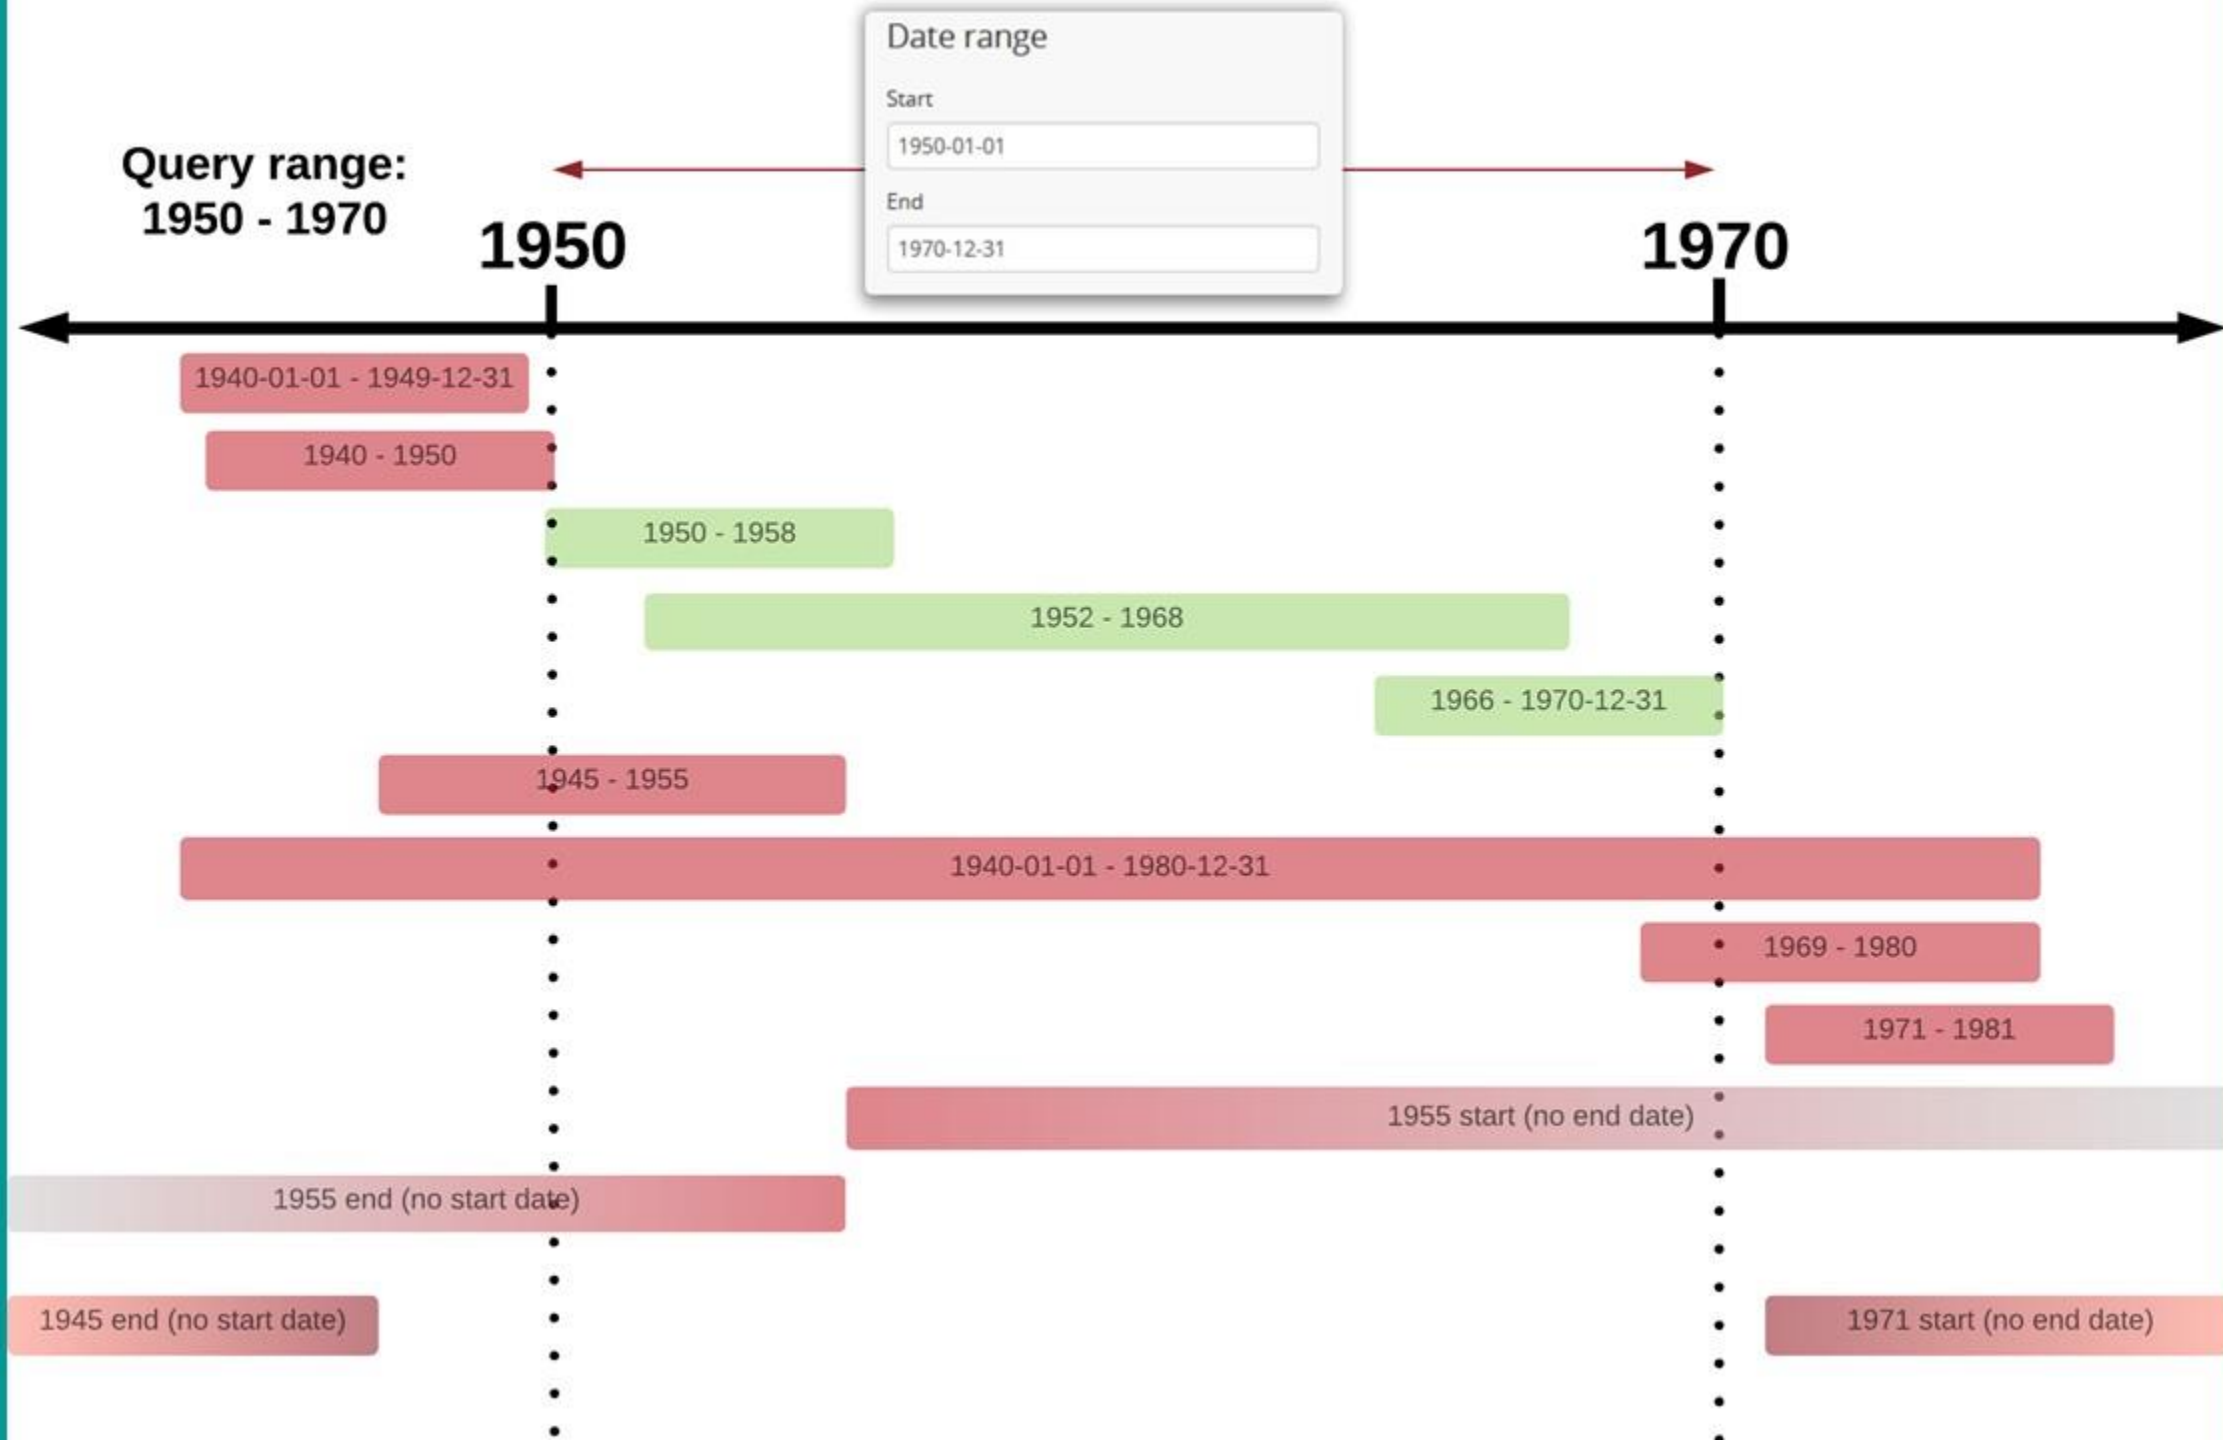 Date range
Start
1950-01-01
End
1970-12-31
Query range:
1950 - 1970
1950
1970
1940-01-01 - 1949-12-31
1940 - 1950
1950 - 1958
1952 - 1968
1966 - 1970-12-31
1945 - 1955
1940-01-01 - 1980-12-31
1969 - 1980
1971 - 1981
1955 start (no end date)
1955 end (no start date)
1945 end (no start date)
1971 start (no end date)